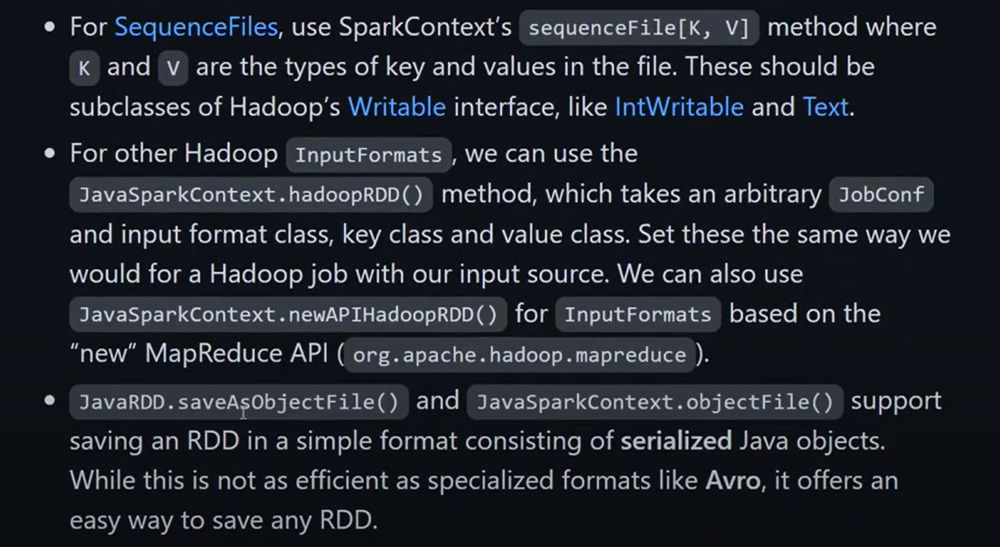 • For SequenceFiles, use SparkContext’s sequenceFile[K, V] method where
K and V are the types of key and values in the file. These should be
subclasses of Hadoop’s Writable interface, like IntWritable and Text.
• For other Hadoop InputFormats, we can use the
JavaSparkContext.hadoopRDD() method, which takes an arbitrary JobConf
and input format class, key class and value class. Set these the same way we
would for a Hadoop job with our input source. We can also use
JavaSparkContext.newAPIHadoopRDD() for InputFormats based on the
“new” MapReduce API (org.apache.hadoop.mapreduce).
• JavaRDD.saveAsObjectFile() and JavaSparkContext.objectFile() support
saving an RDD in a simple format consisting of serialized Java objects.
While this is not as efficient as specialized formats like Avro, it offers an
easy way to save any RDD.